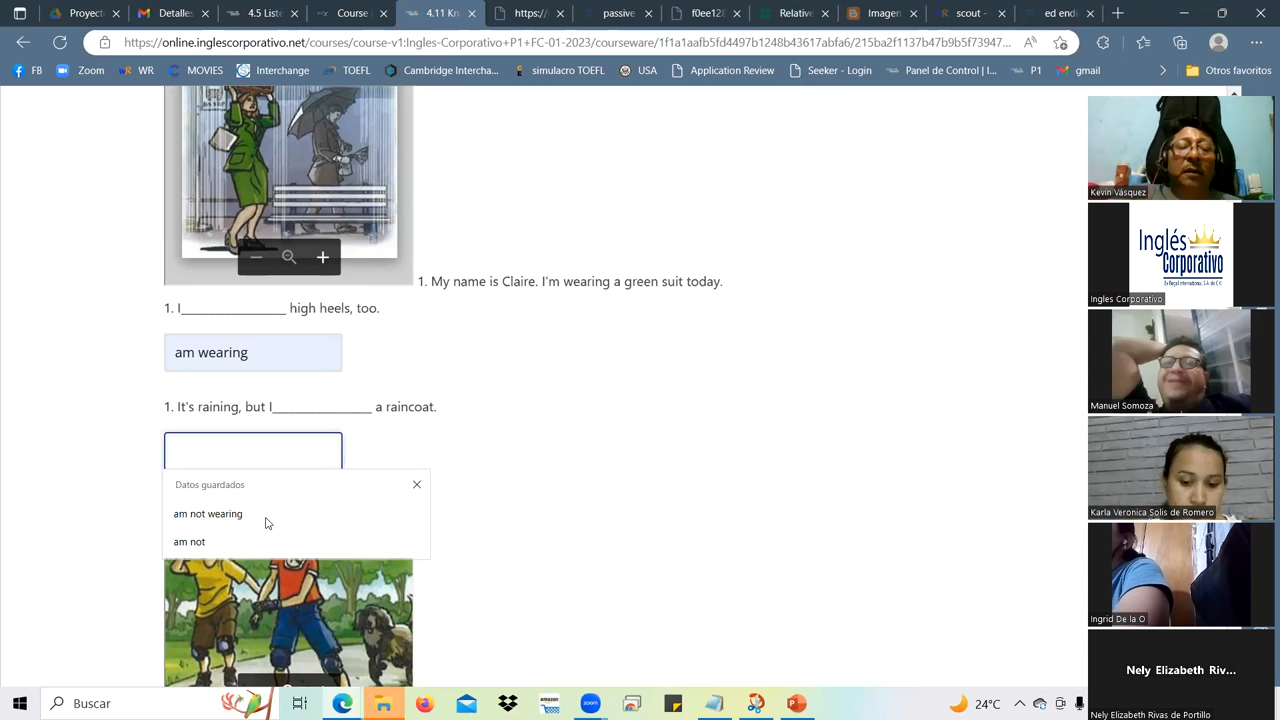 Proyecto
Detalles
4.5 Liste
Course
4.11 Kn
https:/
passive
f0ee128
Relative
Imagen
scout -
ed endi
https://online.inglescorporativo.net/courses/course-v1:Ingles-Corporativo+P1+FC-01-2023/courseware/1f1a1aafb5fd4497b1248b43617abfa6/215ba2f1137b47b9b5f73947...
FB
Zoom
WR
MOVIES
Interchange
TOEFL
Cambridge Intercha...
simulacro TOEFL
USA
Application Review
Seeker - Login
Panel de Control | I...
P1
gmail
Otros favoritos
1. My name is Claire. I'm wearing a green suit today.
1. I________________ high heels, too.
am wearing
1. It's raining, but I_______________ a raincoat.
Datos guardados
am not wearing
am not
Kevin Vásquez
Inglés
Corporativo
Ingles Corporativo
Manuel Somoza
Karla Veronica Solis de Romero
Ingrid De la O
Nely Elizabeth Riv...
Nely Elizabeth Rivas de Portillo
Buscar
amazon
zoom
24°C